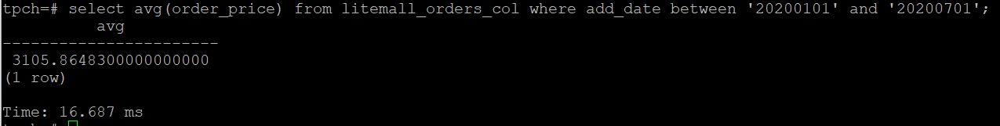 tpch=# select avg(order_price) from litemall_orders_col where add_date between '20200101' and '20200701';
avg
-----------------------
3105.8648300000000000
(1 row)
Time: 16.687 ms